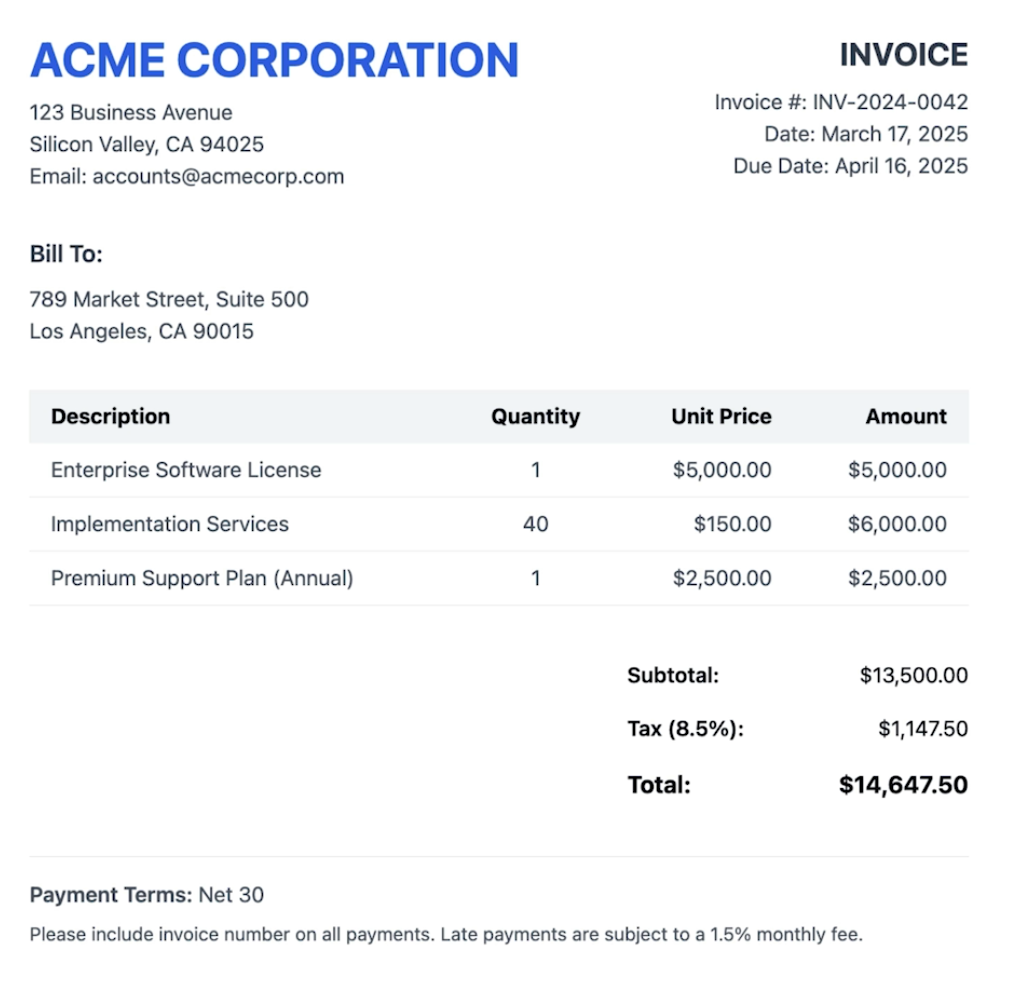 ACME CORPORATION
123 Business Avenue
Silicon Valley, CA 94025
Email: accounts@acmecorp.com
INVOICE
Invoice #: INV-2024-0042
Date: March 17, 2025
Due Date: April 16, 2025
Bill To:
789 Market Street, Suite 500
Los Angeles, CA 90015
Description Quantity Unit Price Amount
Enterprise Software License 1 $5,000.00 $5,000.00
Implementation Services 40 $150.00 $6,000.00
Premium Support Plan (Annual) 1 $2,500.00 $2,500.00
Subtotal: $13,500.00
Tax (8.5%): $1,147.50
Total: $14,647.50
Payment Terms: Net 30
Please include invoice number on all payments. Late payments are subject to a 1.5% monthly fee.